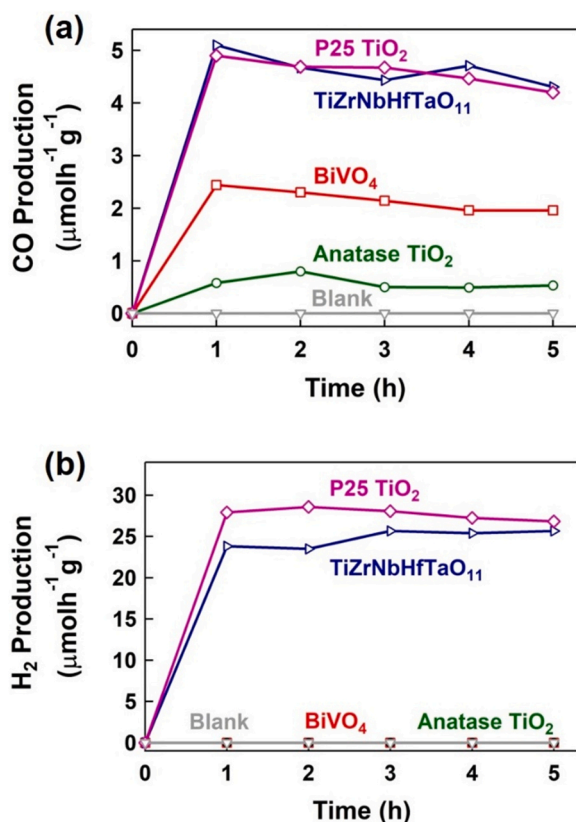 (a)
P25 TiO₂
TiZrNbHfTaO₁₁
BiVO₄
Anatase TiO₂
Blank
CO Production
(μmolh⁻¹ g⁻¹)
5
4
3
2
1
0
0 1 2 3 4 5
Time (h)
(b)
P25 TiO₂
TiZrNbHfTaO₁₁
Blank BiVO₄ Anatase TiO₂
H₂ Production
(μmolh⁻¹ g⁻¹)
30
25
20
15
10
5
0
0 1 2 3 4 5
Time (h)